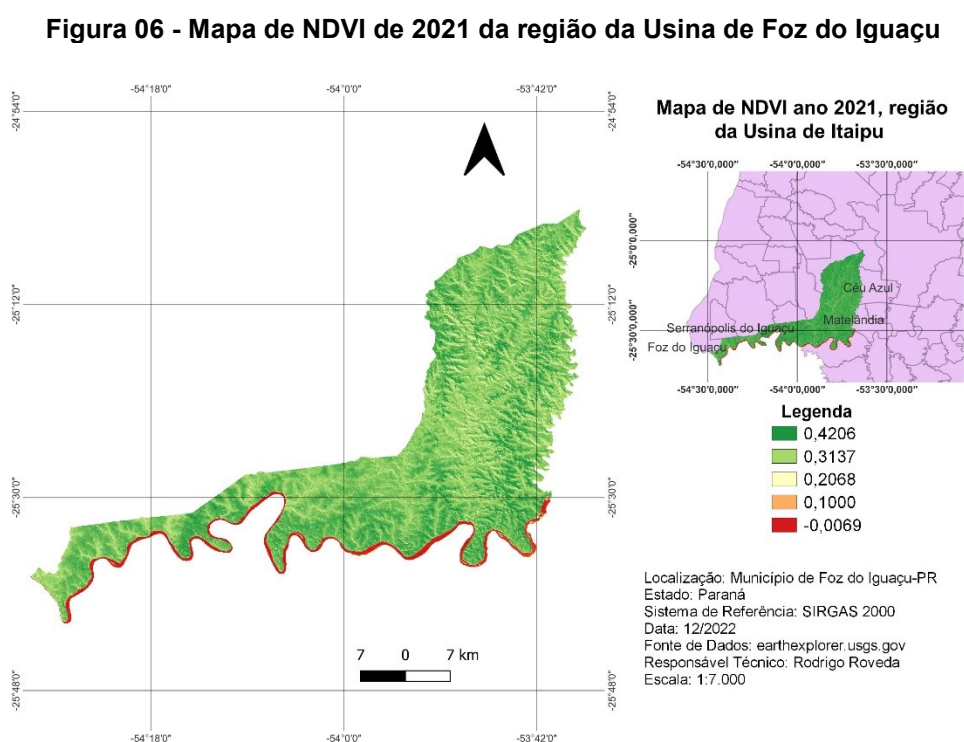 Figura 06 - Mapa de NDVI de 2021 da região da Usina de Foz do Iguaçu
-54°18'0" -54°0'0" -53°42'0"
-24°54'0" -24°54'0"
-25°12'0" -25°12'0"
-25°30'0" -25°30'0"
7 0 7 km
-25°48'0" -25°48'0"
-54°18'0" -54°0'0" -53°42'0"
Mapa de NDVI ano 2021, região
da Usina de Itaipu
-54°30'0,000" -54°0'0,000" -53°30'0,000"
-25°0'0,000" -25°0'0,000"
Céu Azul
Matelândia
Serranópolis do Iguaçu
-25°30'0,000" -25°30'0,000"
Foz do Iguaçu
-54°30'0,000" -54°0'0,000" -53°30'0,000"
Legenda
0,4206
0,3137
0,2068
0,1000
-0,0069
Localização: Município de Foz do Iguaçu-PR
Estado: Paraná
Sistema de Referência: SIRGAS 2000
Data: 12/2022
Fonte de Dados: earthexplorer.usgs.gov
Responsável Técnico: Rodrigo Roveda
Escala: 1:7.000